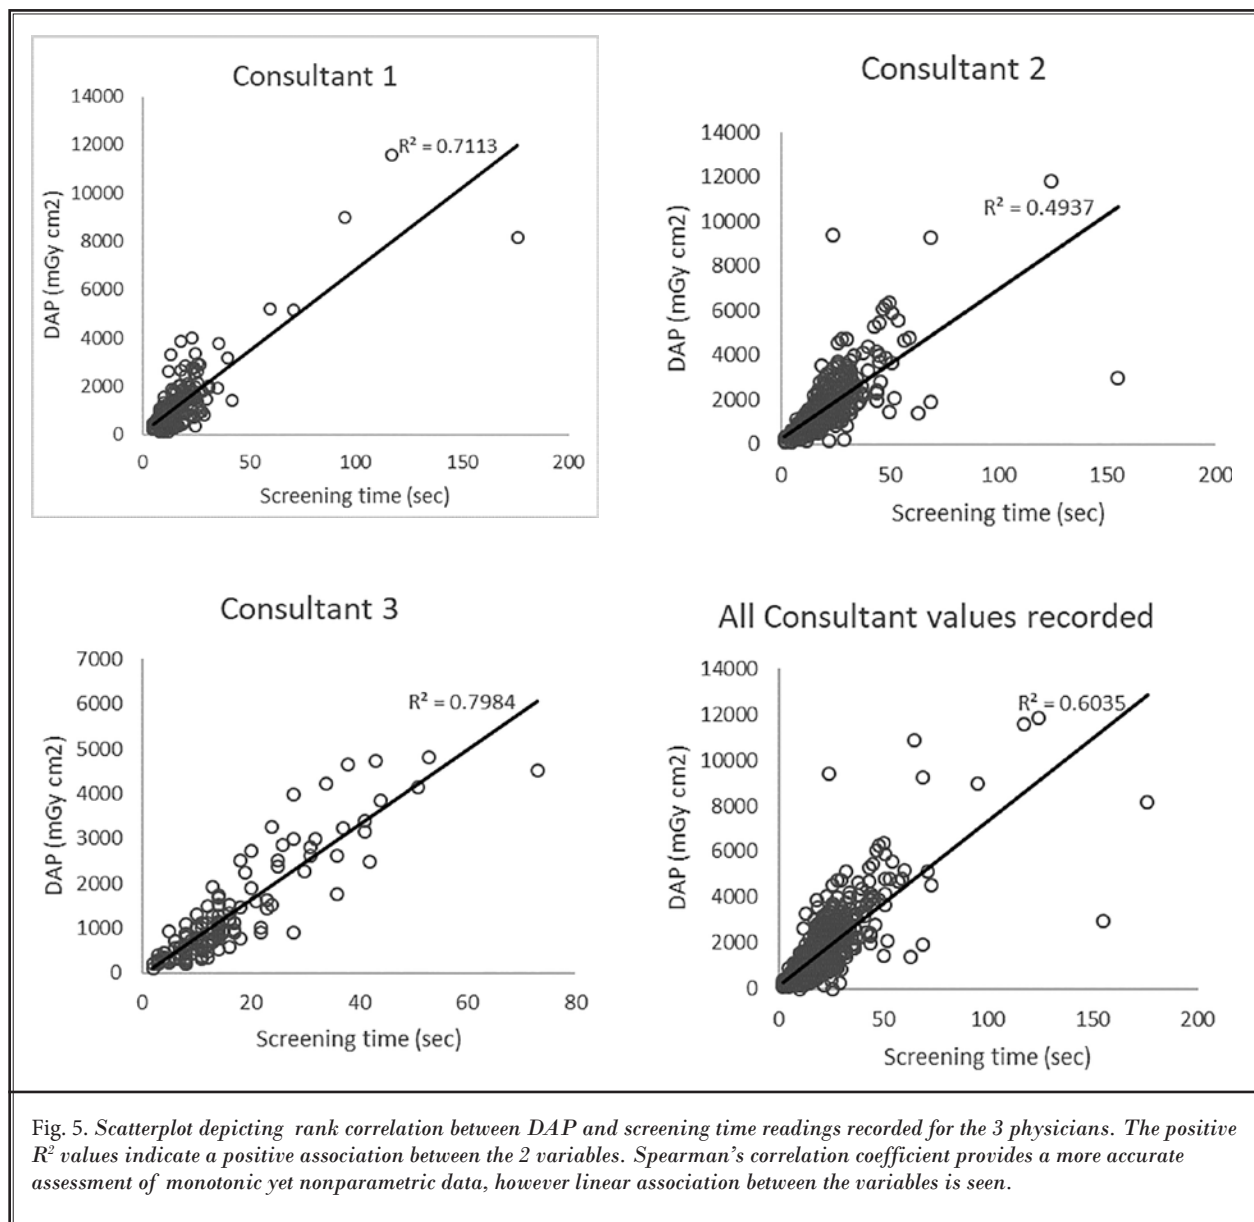 Consultant 1
14000
12000
10000
8000
6000
4000
2000
0
DAP (mGy cm2)
R² = 0.7113
0 50 100 150 200
Screening time (sec)
Consultant 2
14000
12000
10000
8000
6000
4000
2000
0
DAP (mGy cm2)
R² = 0.4937
0 50 100 150 200
Screening time (sec)
Consultant 3
7000
6000
5000
4000
3000
2000
1000
0
DAP (mGy cm2)
R² = 0.7984
0 20 40 60 80
Screening time (sec)
All Consultant values recorded
14000
12000
10000
8000
6000
4000
2000
0
DAP (mGy cm2)
R² = 0.6035
0 50 100 150 200
Screening time (sec)
Fig. 5. Scatterplot depicting rank correlation between DAP and screening time readings recorded for the 3 physicians. The positive
R² values indicate a positive association between the 2 variables. Spearman's correlation coefficient provides a more accurate
assessment of monotonic yet nonparametric data, however linear association between the variables is seen.